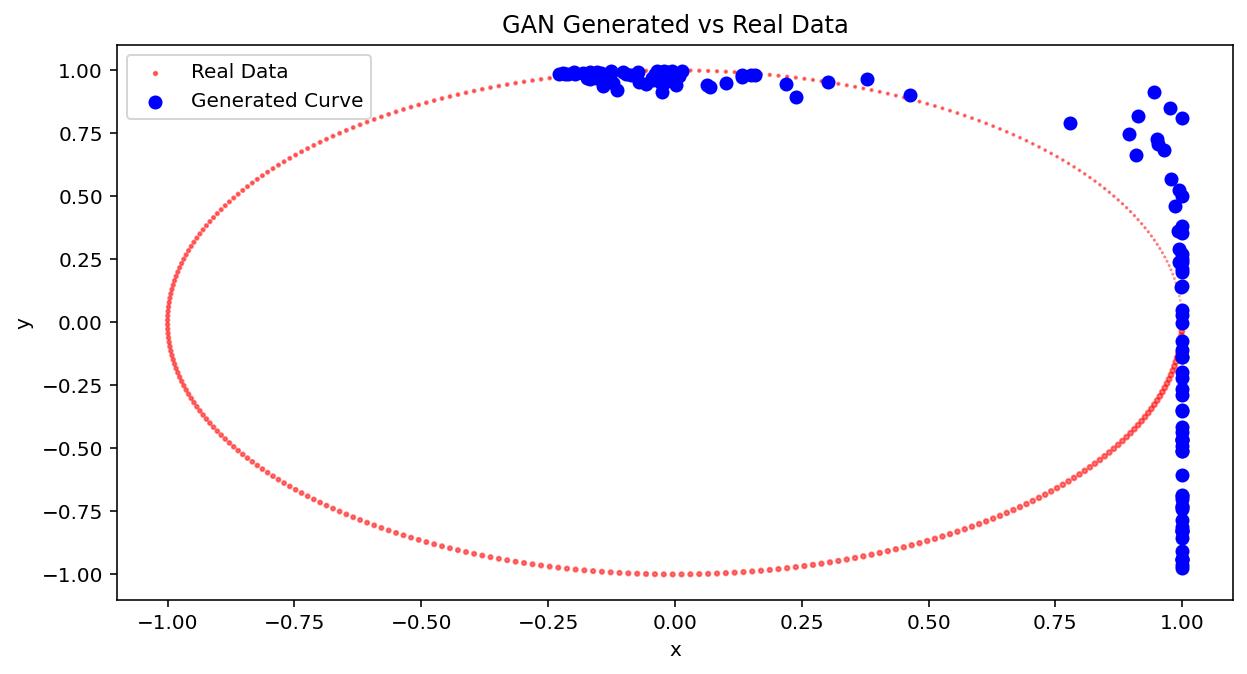 GAN Generated vs Real Data
Real Data
Generated Curve
1.00
0.75
0.50
0.25
0.00
−0.25
−0.50
−0.75
−1.00
y
−1.00 −0.75 −0.50 −0.25 0.00 0.25 0.50 0.75 1.00
x